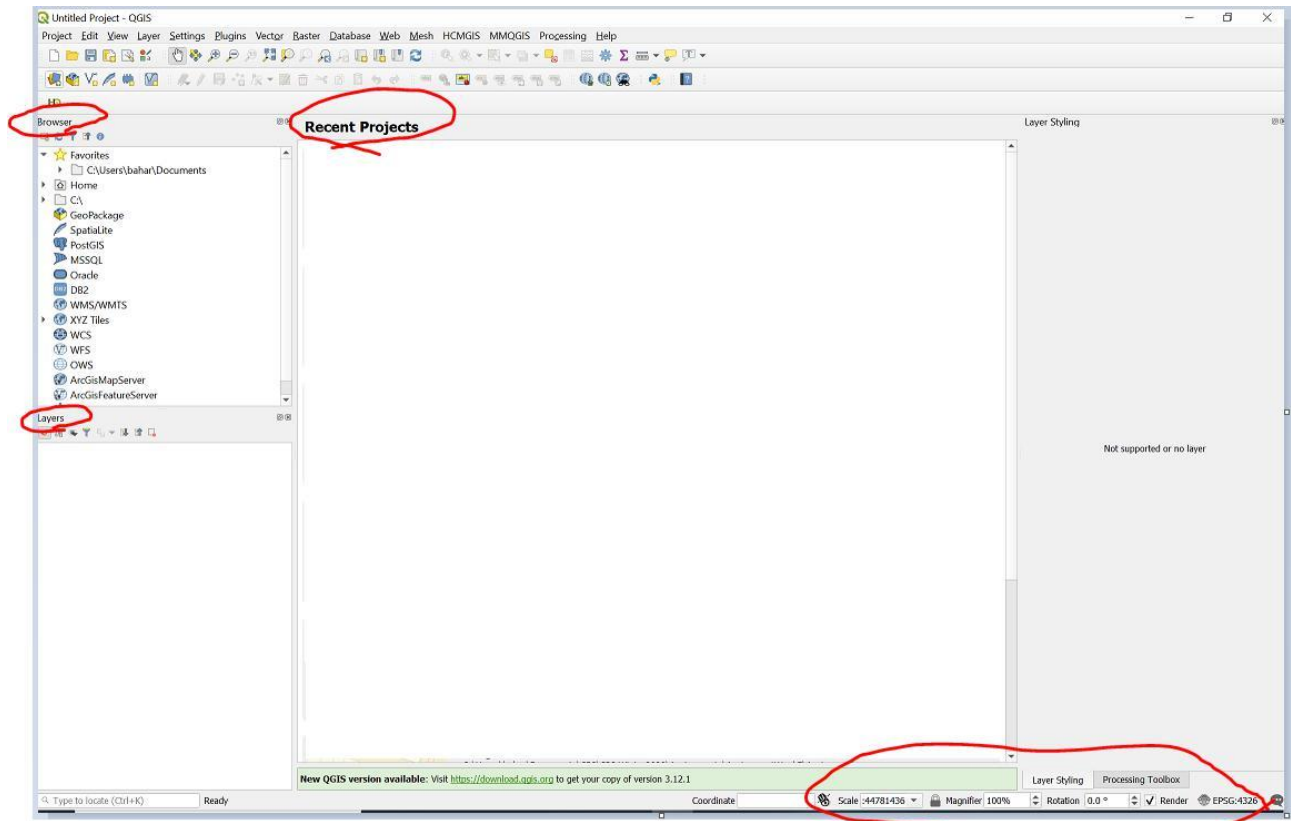 Untitled Project - QGIS
Project Edit View Layer Settings Plugins Vector Raster Database Web Mesh HCMGIS MMQGIS Processing Help
Browser
Favorites
C:\Users\bahar\Documents
Home
C:\
GeoPackage
SpatiaLite
PostGIS
MSSQL
Oracle
DB2
WMS/WMTS
XYZ Tiles
WCS
WFS
OWS
ArcGisMapServer
ArcGisFeatureServer
Layers
Recent Projects
New QGIS version available: Visit https://download.qgis.org to get your copy of version 3.12.1
Layer Styling
Not supported or no layer
Layer Styling Processing Toolbox
Type to locate (Ctrl+K) Ready Coordinate Scale :44781436 Magnifier 100% Rotation 0.0 ° Render EPSG:4326